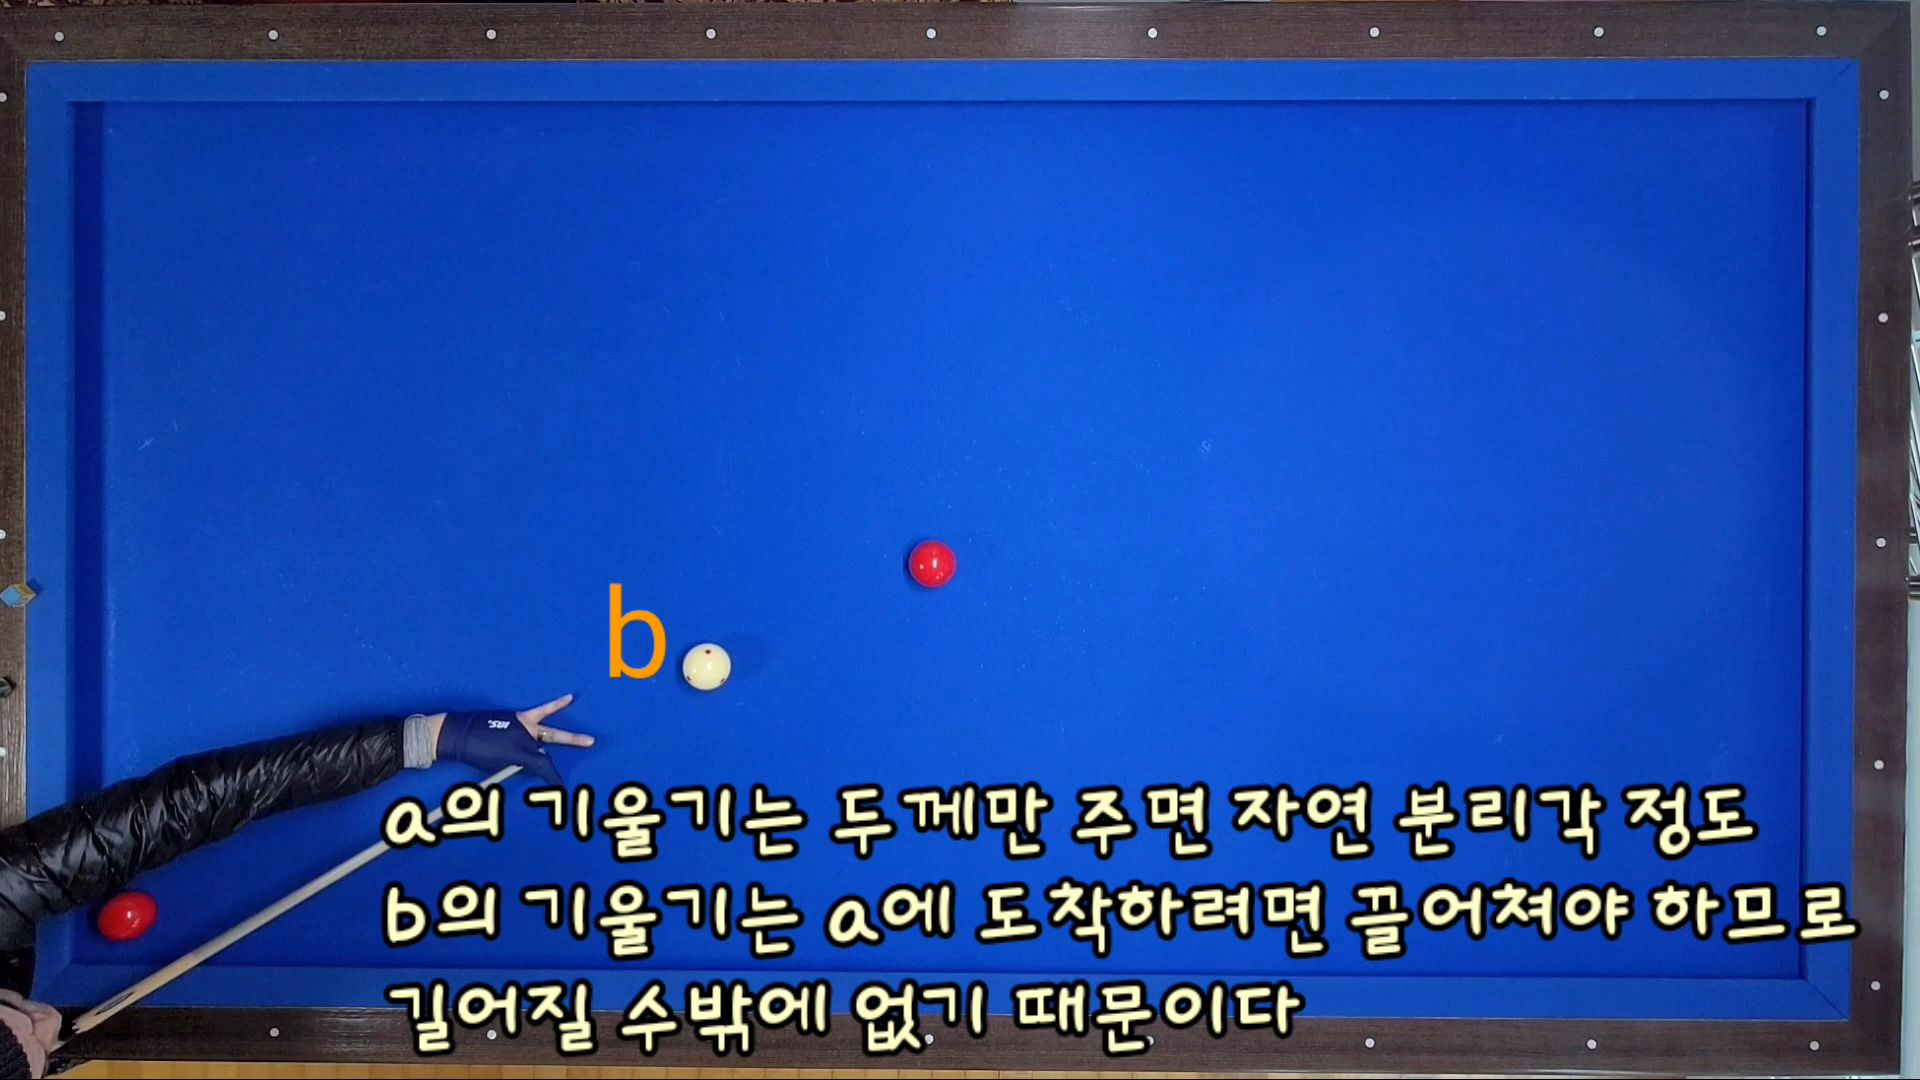 b
a의 기울기는 두께만 주면 자연 분리각 정도
b의 기울기는 a에 도착하려면 끌어쳐야 하므로
길어질 수밖에 없기 때문이다